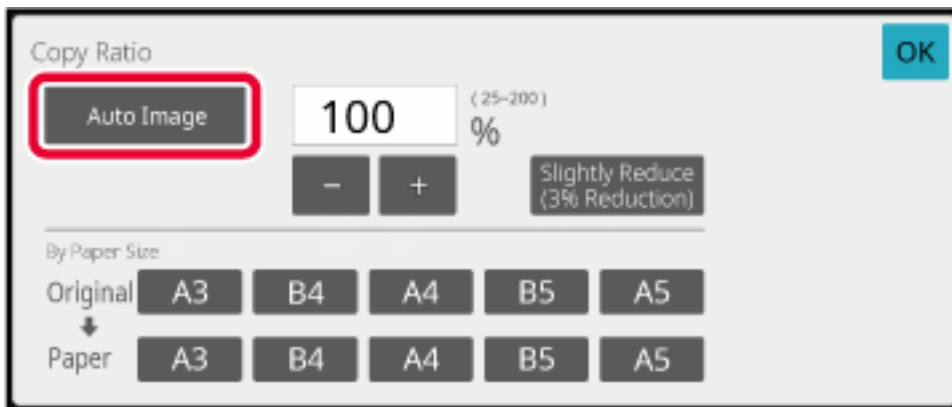 Copy Ratio
OK
Auto Image
100
(25~200)
%
－
+
Slightly Reduce
(3% Reduction)
By Paper Size
Original A3 B4 A4 B5 A5
Paper A3 B4 A4 B5 A5